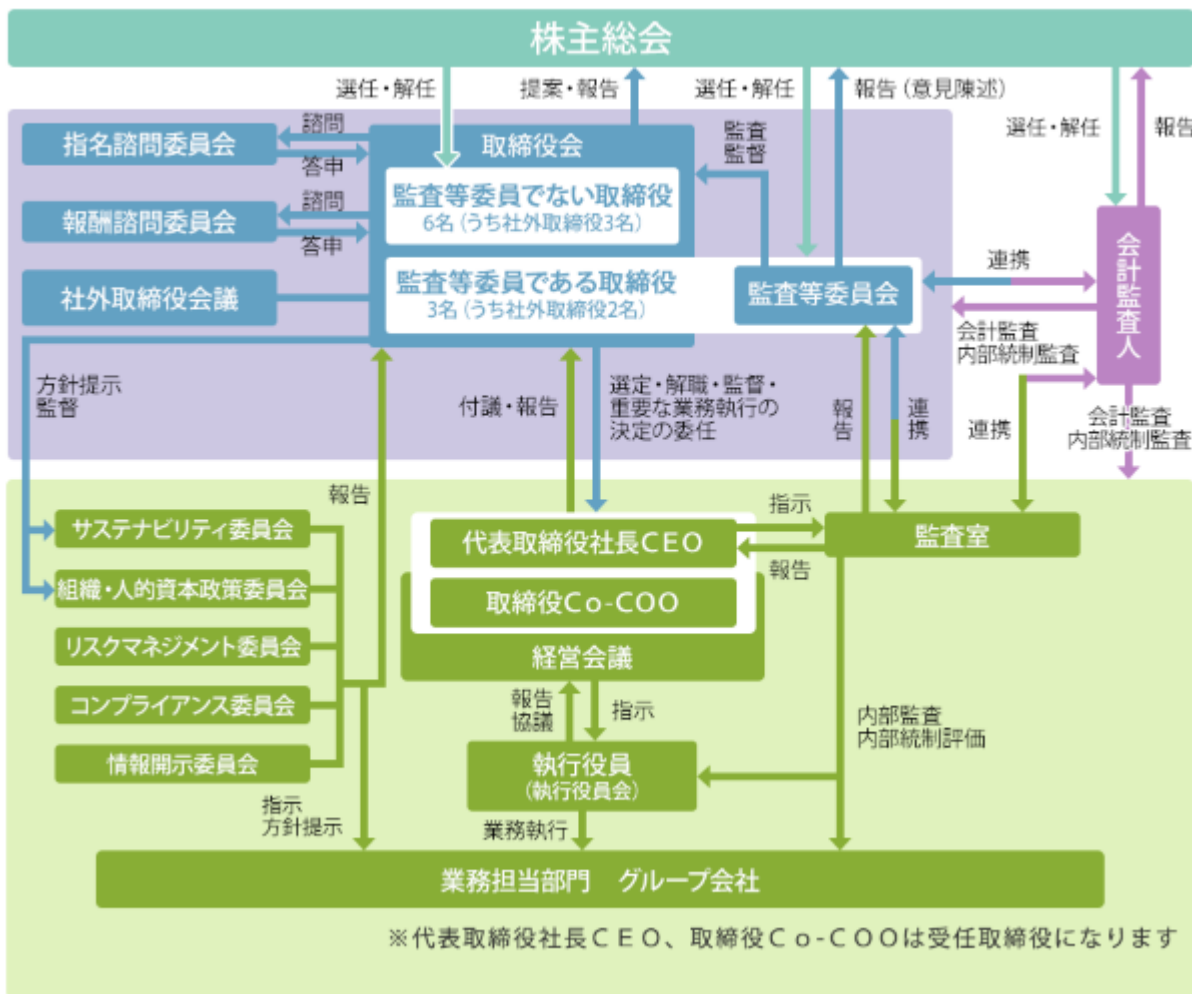 株主総会
選任・解任
提案・報告
選任・解任
報告(意見陳述)
選任・解任
報告
指名諮問委員会
諮問
答申
取締役会
監査
監督
監査等委員でない取締役
6名(うち社外取締役3名)
報酬諮問委員会
諮問
答申
会計監査人
社外取締役会議
監査等委員である取締役
3名(うち社外取締役2名)
監査等委員会
連携
会計監査
内部統制監査
方針提示
監督
付議・報告
選定・解職・監督・
重要な業務執行の
決定の委任
報告
連携
連携
会計監査
内部統制監査
報告
サステナビリティ委員会
代表取締役社長CEO
指示
報告
監査室
組織・人的資本政策委員会
取締役Co-COO
リスクマネジメント委員会
経営会議
コンプライアンス委員会
報告
協議
指示
内部監査
内部統制評価
情報開示委員会
執行役員
(執行役員会)
指示
方針提示
業務執行
業務担当部門 グループ会社
※代表取締役社長CEO、取締役Co-COOは受任取締役になります